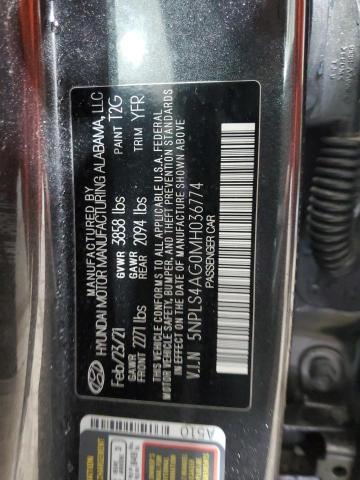 MANUFACTURED BY
HYUNDAI MOTOR MANUFACTURING ALABAMA, LLC
Feb/23/21 GVWR 3858 lbs PAINT T2G
GAWR FRONT 2271 lbs GAWR REAR 2094 lbs TRIM YFR
THIS VEHICLE CONFORMS TO ALL APPLICABLE U.S.A. FEDERAL
MOTOR VEHICLE SAFETY, BUMPER, AND THEFT PREVENTION STANDARDS
IN EFFECT ON THE DATE OF MANUFACTURE SHOWN ABOVE
V.I.N 5NPLS4AG0MH036774
PASSENGER CAR
A510